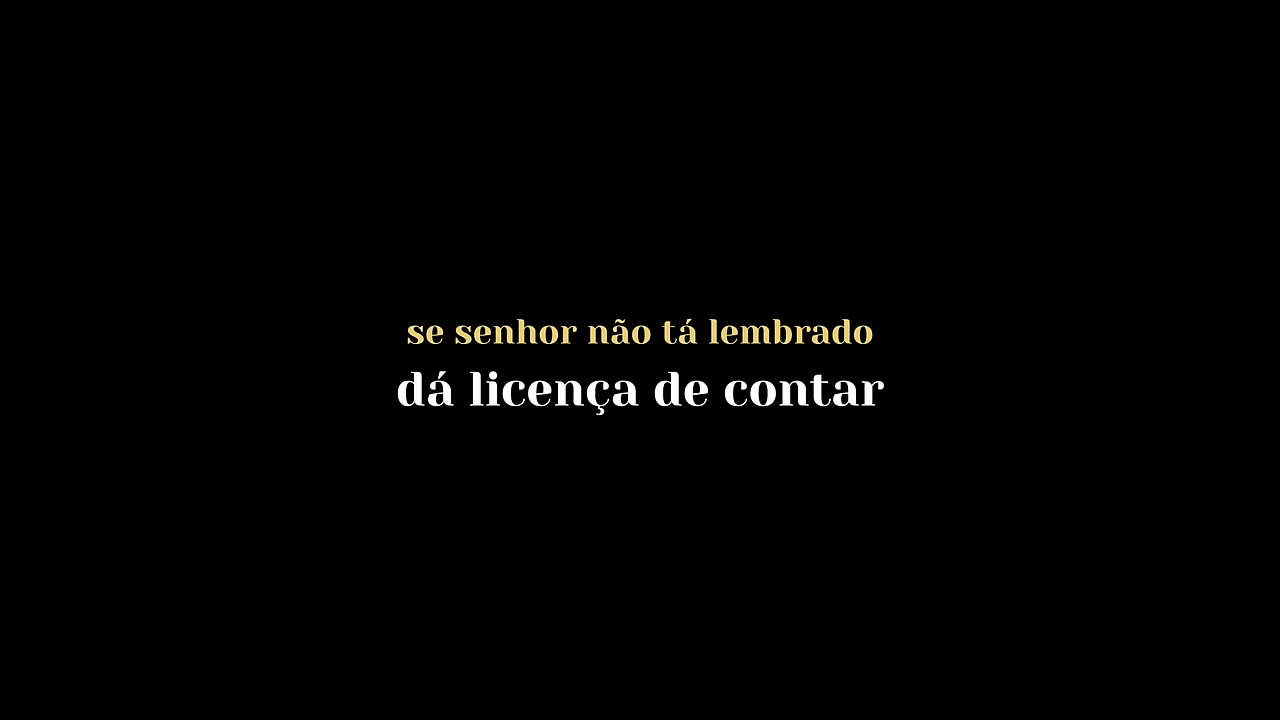 se senhor não tá lembrado
dá licença de contar